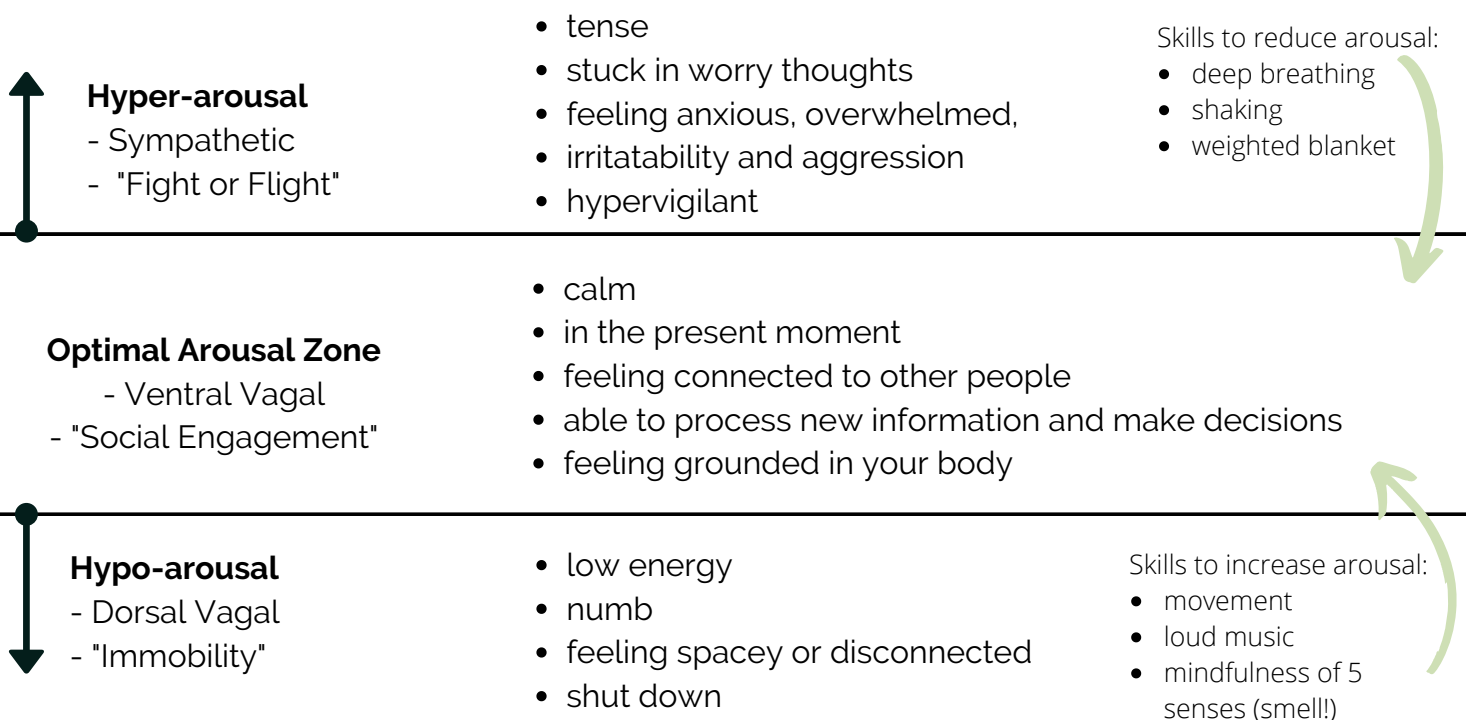 Hyper-arousal
- Sympathetic
- "Fight or Flight"
• tense
• stuck in worry thoughts
• feeling anxious, overwhelmed,
• irritatability and aggression
• hypervigilant
Skills to reduce arousal:
• deep breathing
• shaking
• weighted blanket
Optimal Arousal Zone
- Ventral Vagal
- "Social Engagement"
• calm
• in the present moment
• feeling connected to other people
• able to process new information and make decisions
• feeling grounded in your body
Hypo-arousal
- Dorsal Vagal
- "Immobility"
• low energy
• numb
• feeling spacey or disconnected
• shut down
Skills to increase arousal:
• movement
• loud music
• mindfulness of 5
senses (smell!)